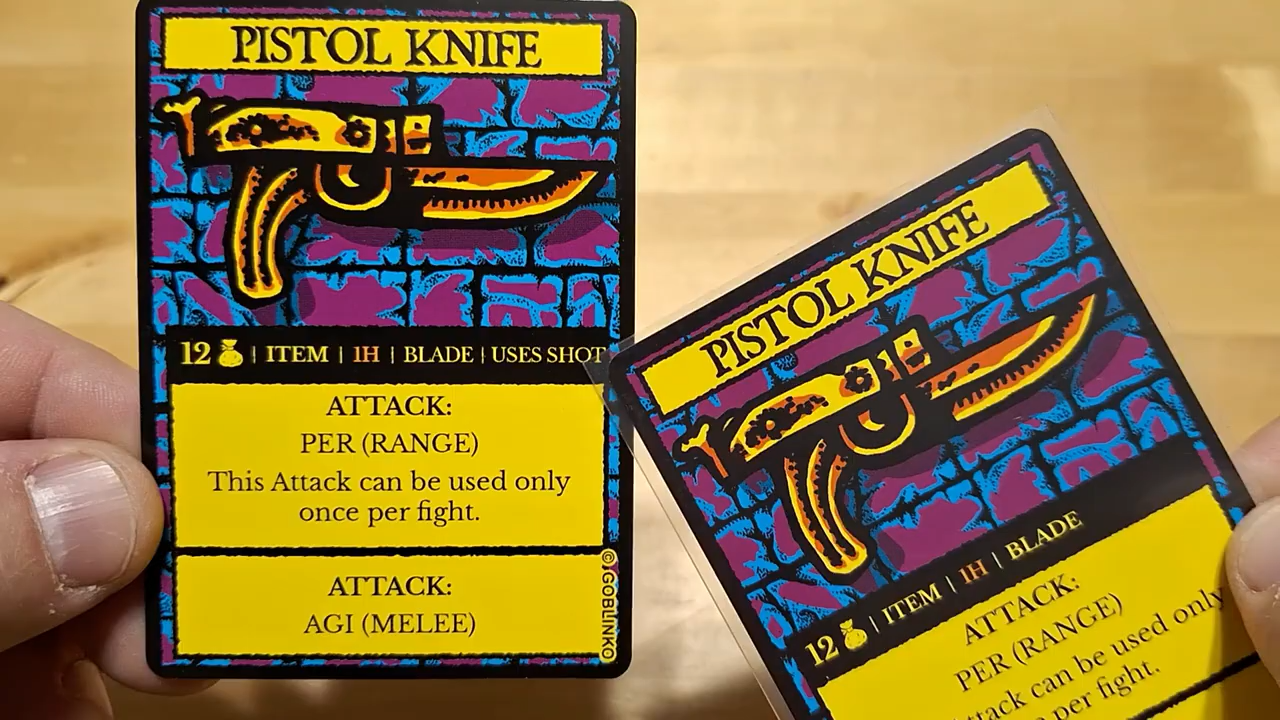 PISTOL KNIFE
12 | ITEM | 1H | BLADE | USES SHOT
ATTACK:
PER (RANGE)
This Attack can be used only
once per fight.
ATTACK:
AGI (MELEE)
©GOBLINKO
PISTOL KNIFE
12 | ITEM | 1H | BLADE
ATTACK:
PER (RANGE)
can be used only
per fight.